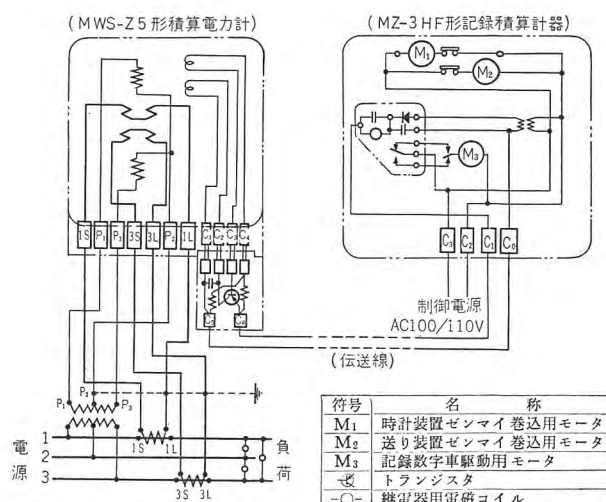 (MWS-Z5形積算電力計)
(MZ-3HF形記録積算計器)
M1
M2
M3
1S P1 P3 3S 3L P2 1L
C1 C2 C3 C4
C3 C2 C1 C0
制御電源
AC100/110V
(伝送線)
P1 P2 P3
1
2
3
電源
負荷
1S 1L
3S 3L
符号 名称
M1 時計装置ゼンマイ巻込用モータ
M2 送り装置ゼンマイ巻込用モータ
M3 記録数字車駆動用モータ
トランジスタ
継電器用電磁コイル